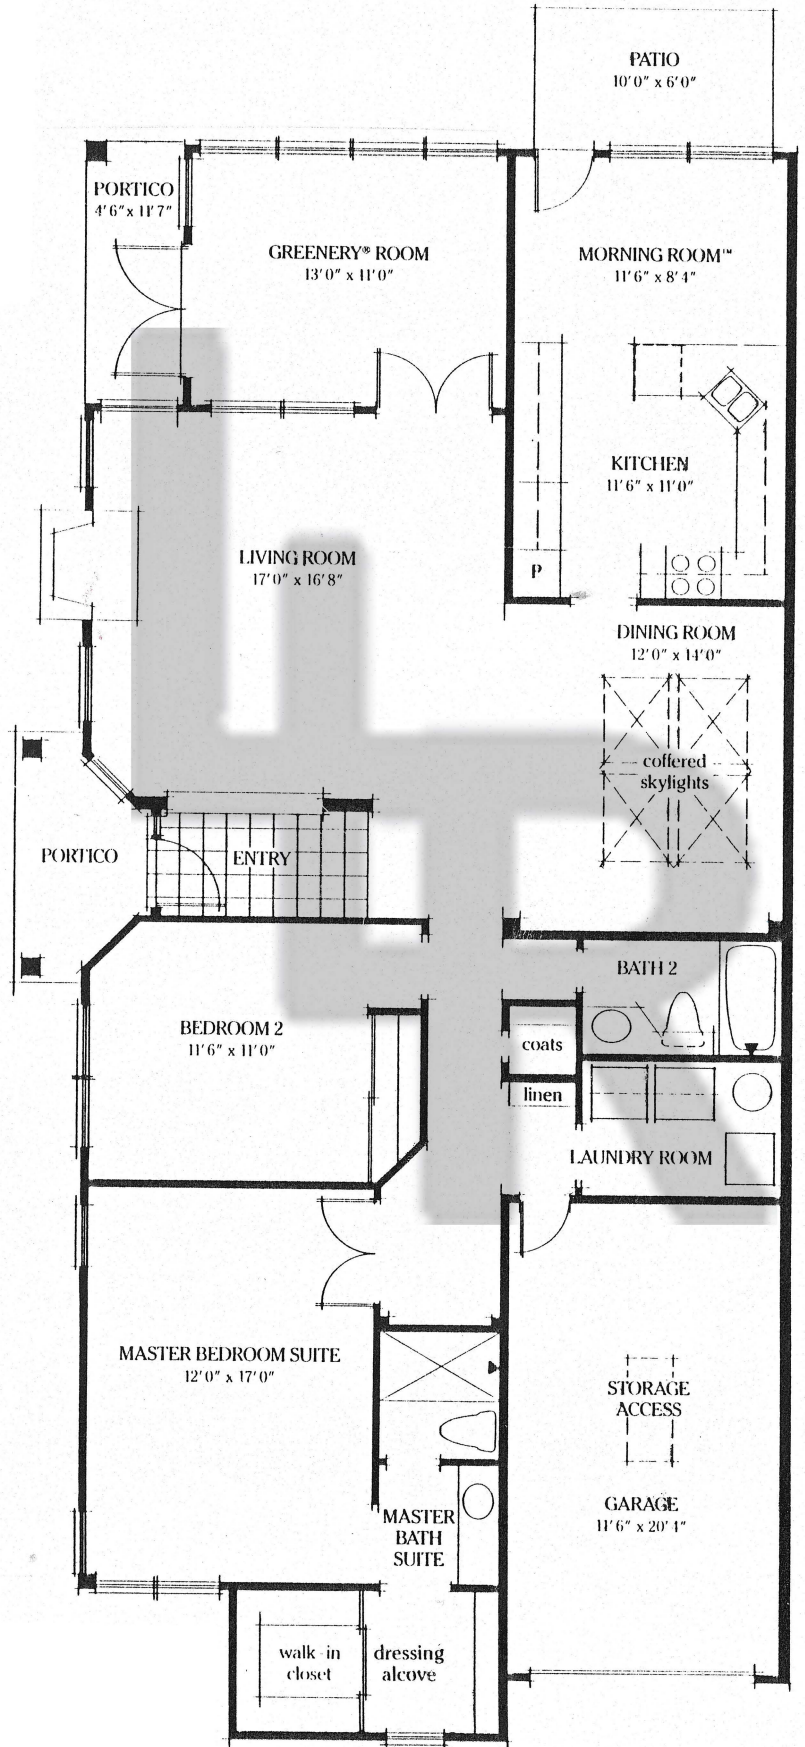 PATIO
10'0" x 6'0"
PORTICO
4'6" x 11'7"
GREENERY® ROOM
13'0" x 11'0"
MORNING ROOM™
11'6" x 8'4"
KITCHEN
11'6" x 11'0"
LIVING ROOM
17'0" x 16'8"
P
DINING ROOM
12'0" x 14'0"
coffered
skylights
PORTICO
ENTRY
BATH 2
BEDROOM 2
11'6" x 11'0"
coats
linen
LAUNDRY ROOM
MASTER BEDROOM SUITE
12'0" x 17'0"
STORAGE
ACCESS
GARAGE
11'6" x 20'4"
MASTER
BATH
SUITE
walk-in
closet
dressing
alcove